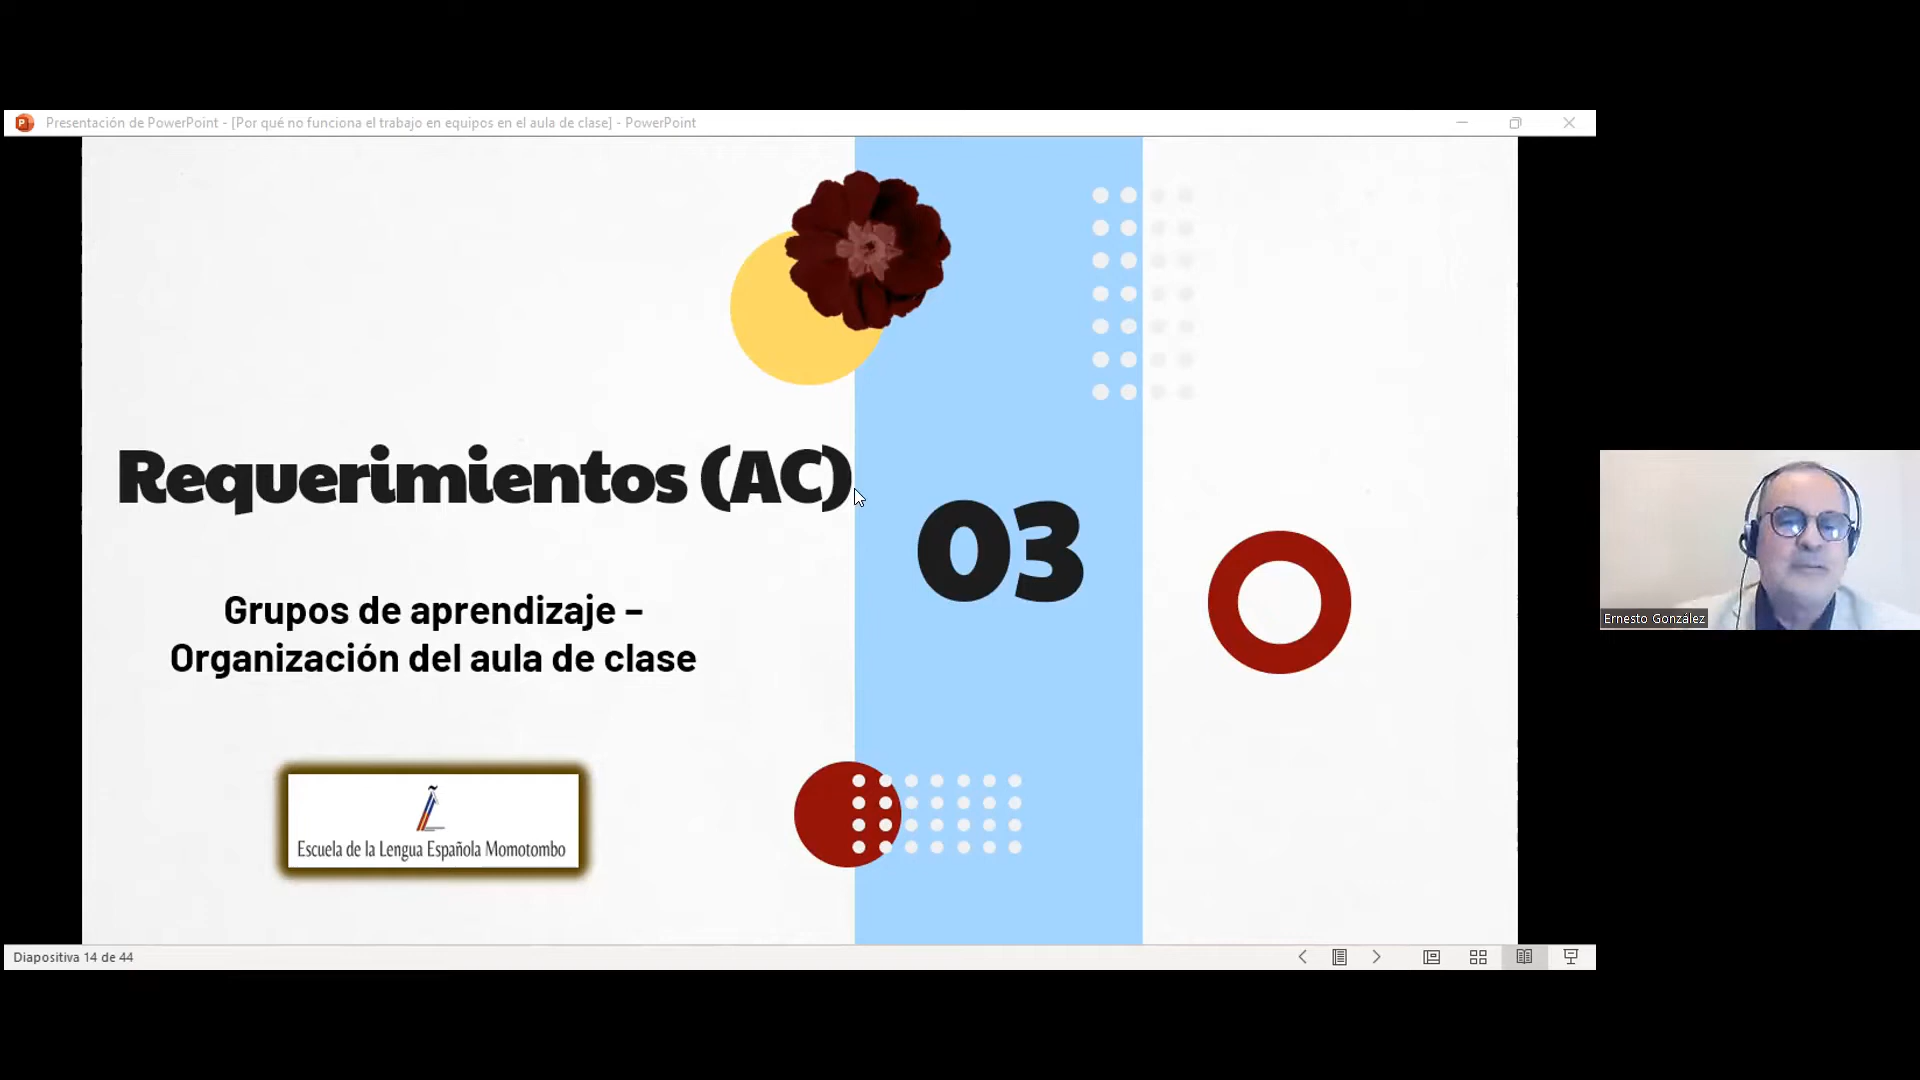 Presentación de PowerPoint - [Por qué no funciona el trabajo en equipos en el aula de clase] - PowerPoint
Requerimientos (AC)
03
Grupos de aprendizaje –
Organización del aula de clase
Escuela de la Lengua Española Momotombo
Ernesto González
Diapositiva 14 de 44